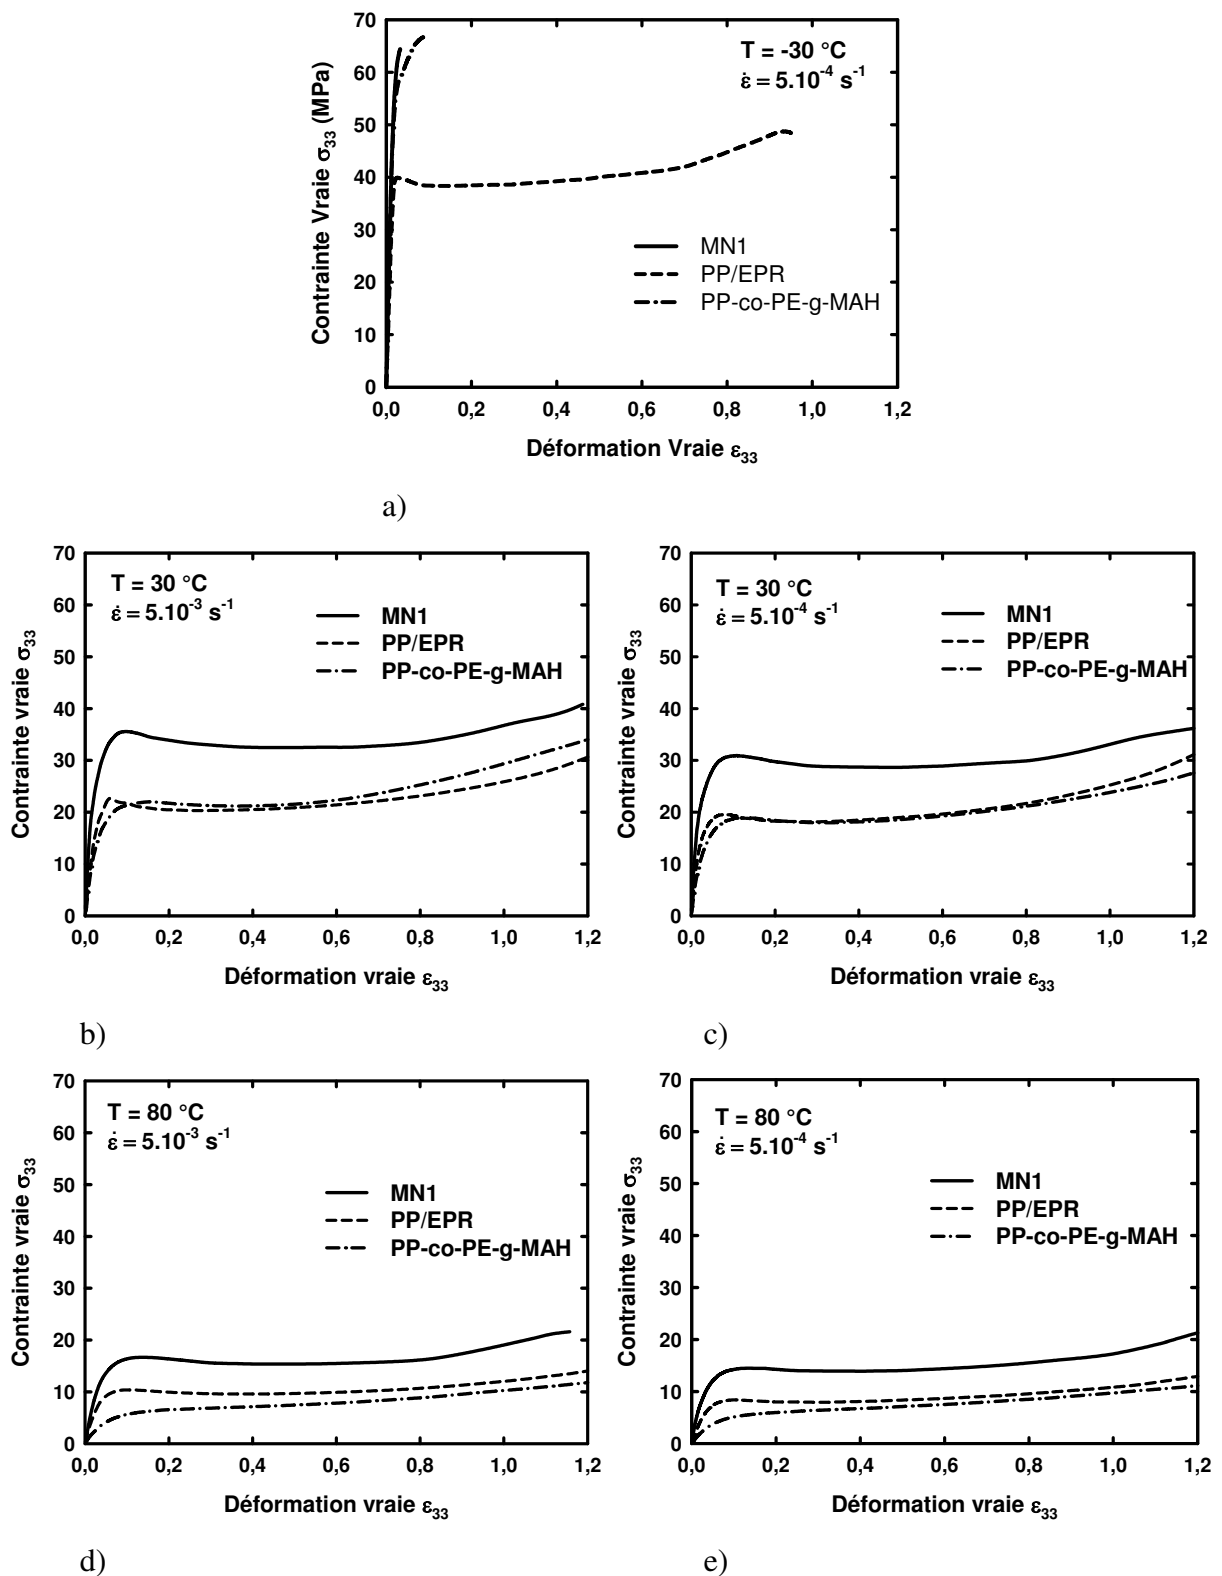 70
60
50
40
30
20
10
0
Contrainte Vraie σ33 (MPa)
T = -30 °C
ε̇ = 5.10-4 s-1
MN1
PP/EPR
PP-co-PE-g-MAH
0,0 0,2 0,4 0,6 0,8 1,0 1,2
Déformation Vraie ε33
a)
70
60
50
40
30
20
10
0
Contrainte vraie σ33
T = 30 °C
ε̇ = 5.10-3 s-1
MN1
PP/EPR
PP-co-PE-g-MAH
0,0 0,2 0,4 0,6 0,8 1,0 1,2
Déformation vraie ε33
b)
70
60
50
40
30
20
10
0
Contrainte vraie σ33
T = 30 °C
ε̇ = 5.10-4 s-1
MN1
PP/EPR
PP-co-PE-g-MAH
0,0 0,2 0,4 0,6 0,8 1,0 1,2
Déformation vraie ε33
c)
70
60
50
40
30
20
10
0
Contrainte vraie σ33
T = 80 °C
ε̇ = 5.10-3 s-1
MN1
PP/EPR
PP-co-PE-g-MAH
0,0 0,2 0,4 0,6 0,8 1,0 1,2
Déformation vraie ε33
d)
70
60
50
40
30
20
10
0
Contrainte vraie σ33
T = 80 °C
ε̇ = 5.10-4 s-1
MN1
PP/EPR
PP-co-PE-g-MAH
0,0 0,2 0,4 0,6 0,8 1,0 1,2
Déformation vraie ε33
e)